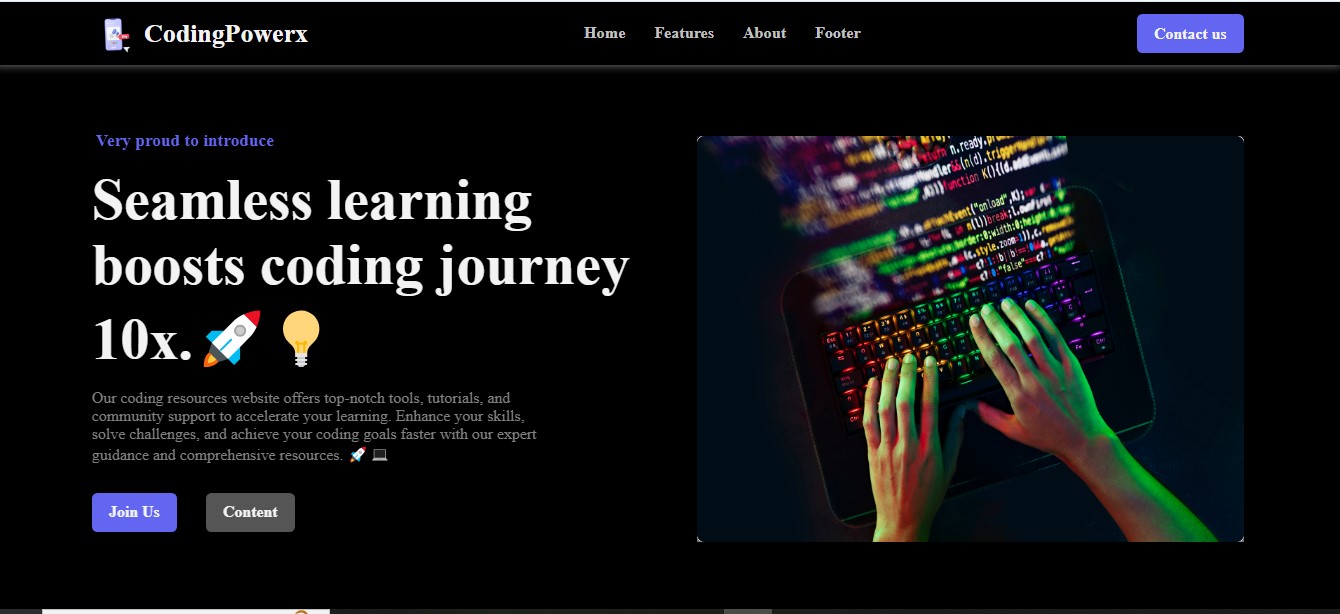 CodingPowerx
Home Features About Footer
Contact us
Very proud to introduce
Seamless learning
boosts coding journey
10x.🚀 💡
Our coding resources website offers top-notch tools, tutorials, and
community support to accelerate your learning. Enhance your skills,
solve challenges, and achieve your coding goals faster with our expert
guidance and comprehensive resources. 🚀 💻
Join Us
Content